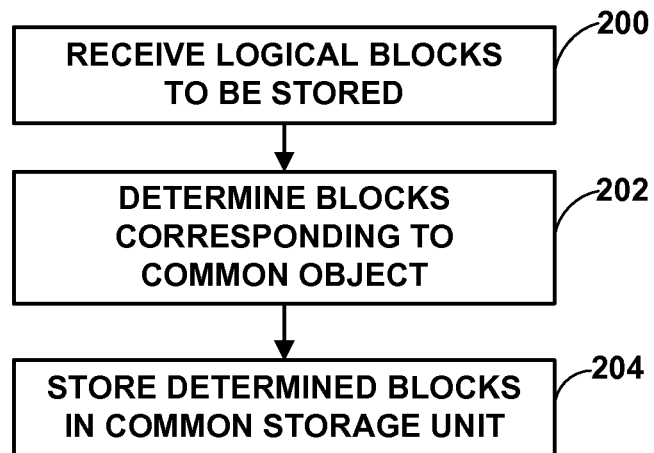 200
RECEIVE LOGICAL BLOCKS
TO BE STORED
202
DETERMINE BLOCKS
CORRESPONDING TO
COMMON OBJECT
204
STORE DETERMINED BLOCKS
IN COMMON STORAGE UNIT